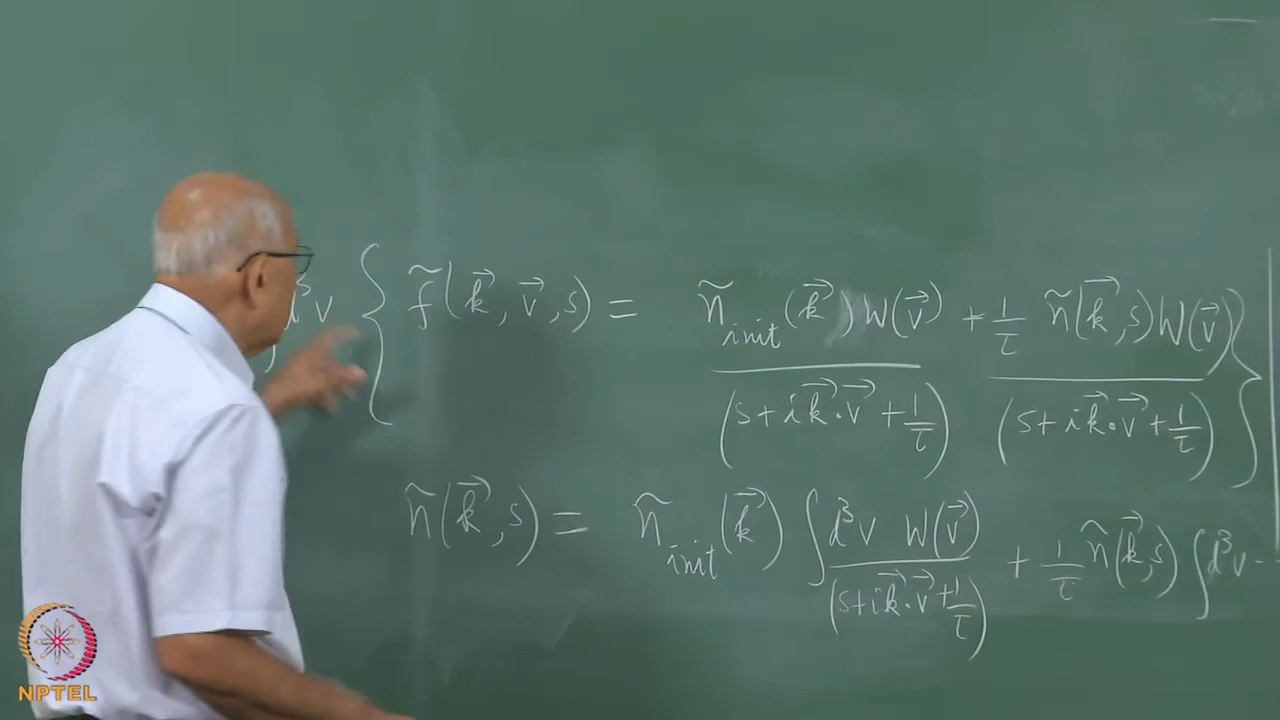 d³v { f̃(k⃗, v⃗, s) = ñ_init(k⃗) W(v⃗) / (s + ik⃗·v⃗ + 1/τ) + 1/τ ñ(k⃗, s) W(v⃗) / (s + ik⃗·v⃗ + 1/τ) }
ñ(k⃗, s) = ñ_init(k⃗) ∫ d³v W(v⃗) / (s + ik⃗·v⃗ + 1/τ) + 1/τ ñ(k⃗, s) ∫ d³v -
NPTEL